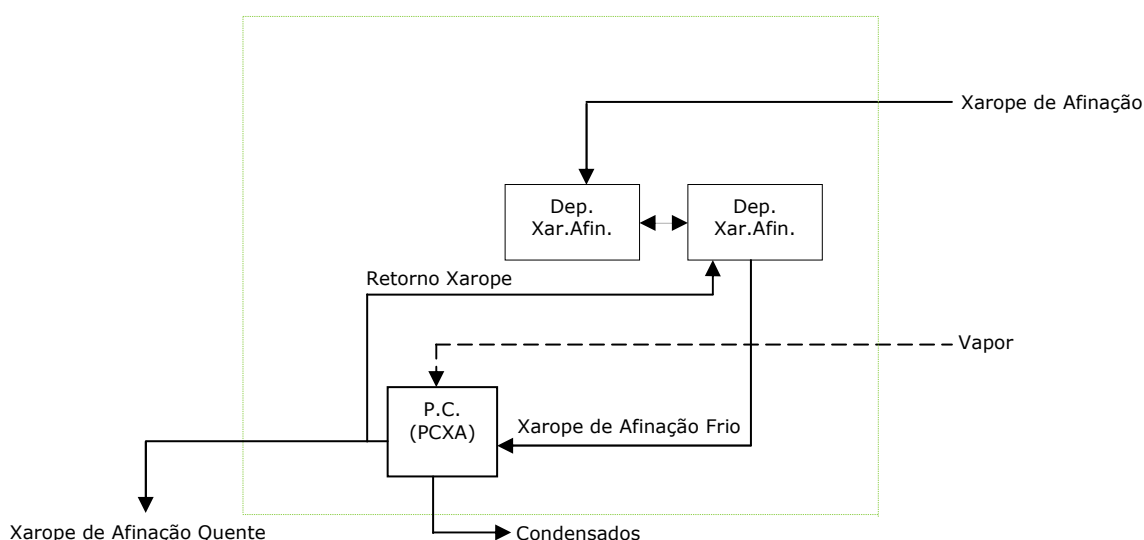 Xarope de Afinação
Dep.
Xar.Afin.
Dep.
Xar.Afin.
Retorno Xarope
Vapor
P.C.
(PCXA)
Xarope de Afinação Frio
Xarope de Afinação Quente
Condensados